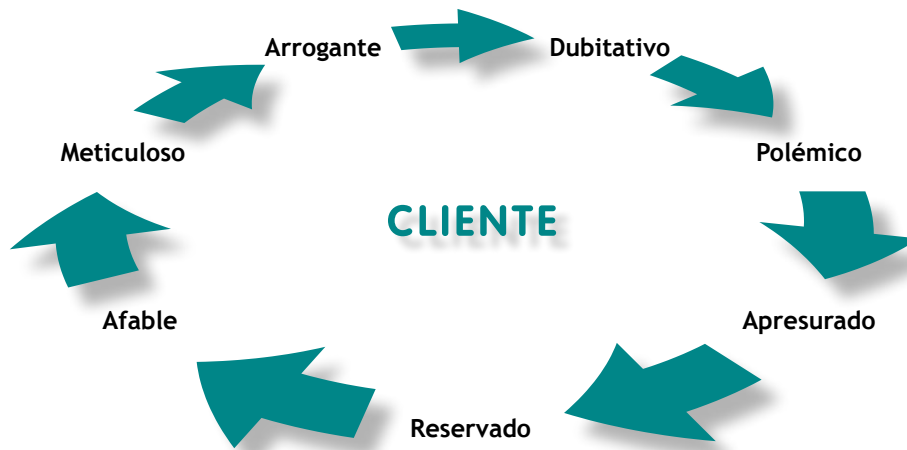 Arrogante
Dubitativo
Meticuloso
Polémico
CLIENTE
Afable
Apresurado
Reservado